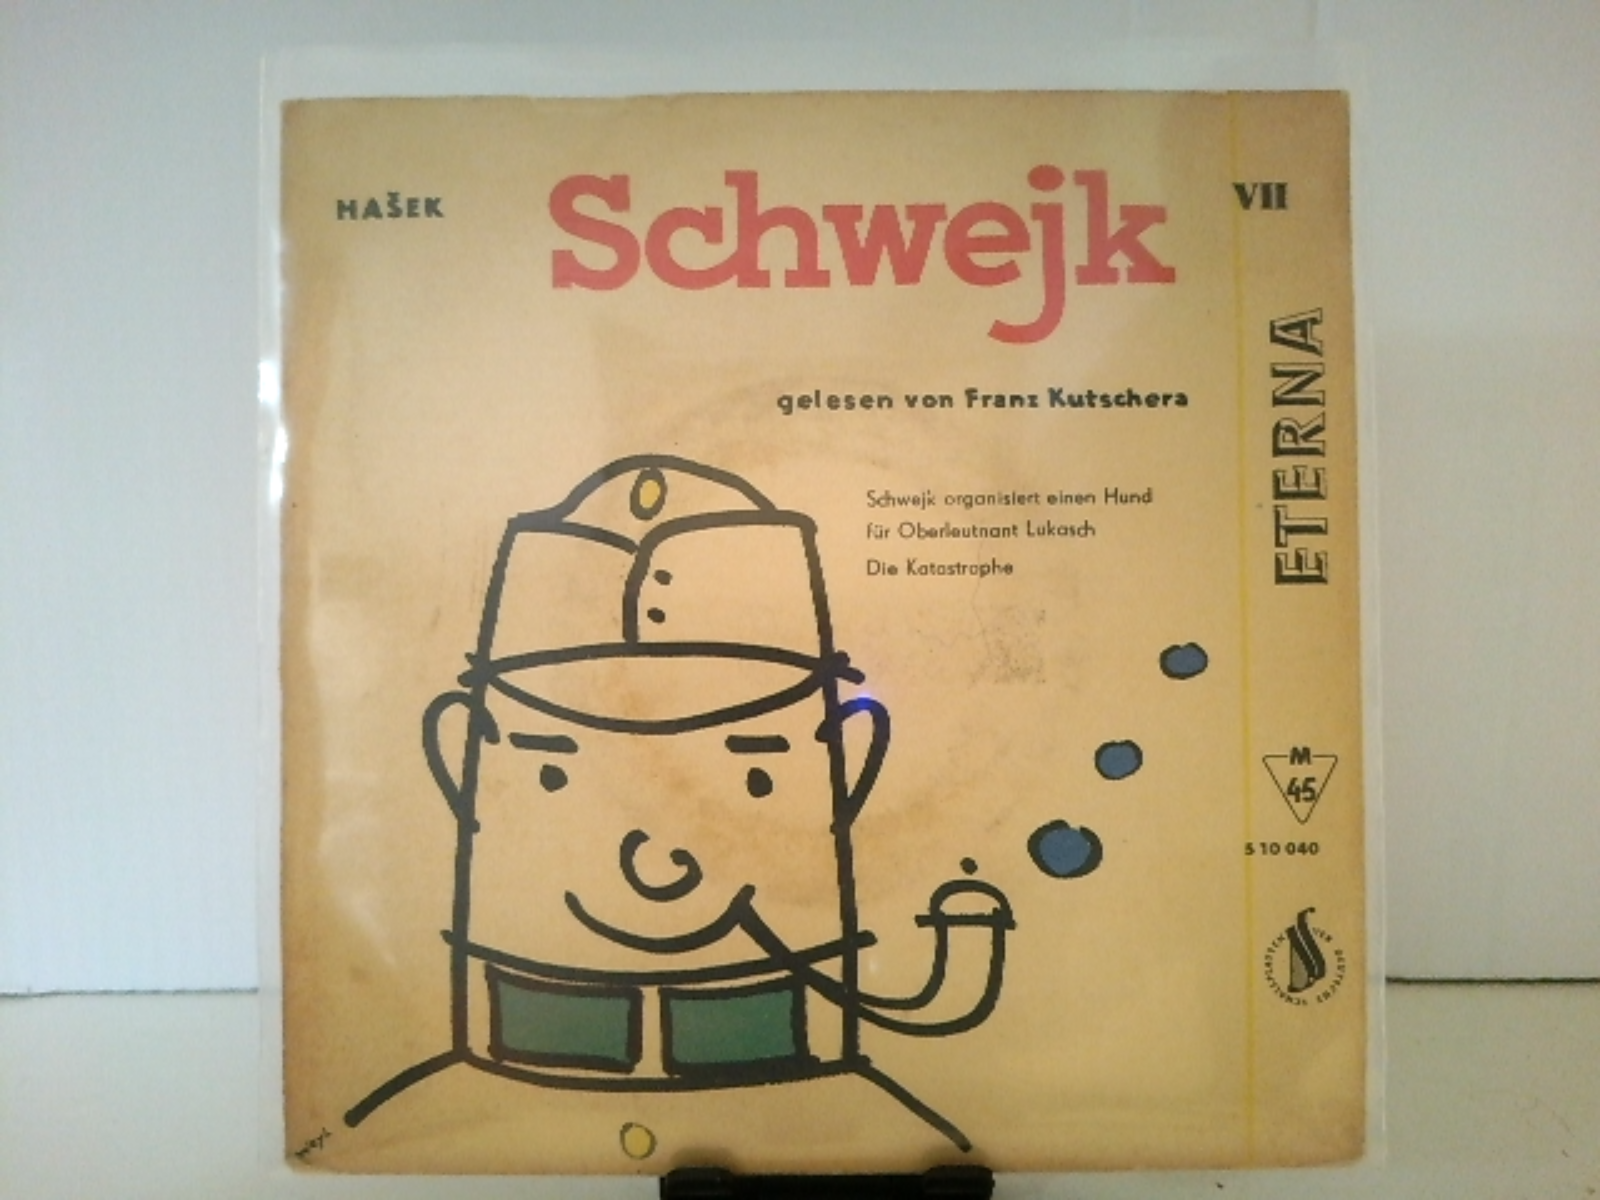 HAŠEK
Schwejk
VII
gelesen von Franz Kutschera
Schwejk organisiert einen Hund
für Oberleutnant Lukasch
Die Katastrophe
ETERNA
M
45
5 10 040